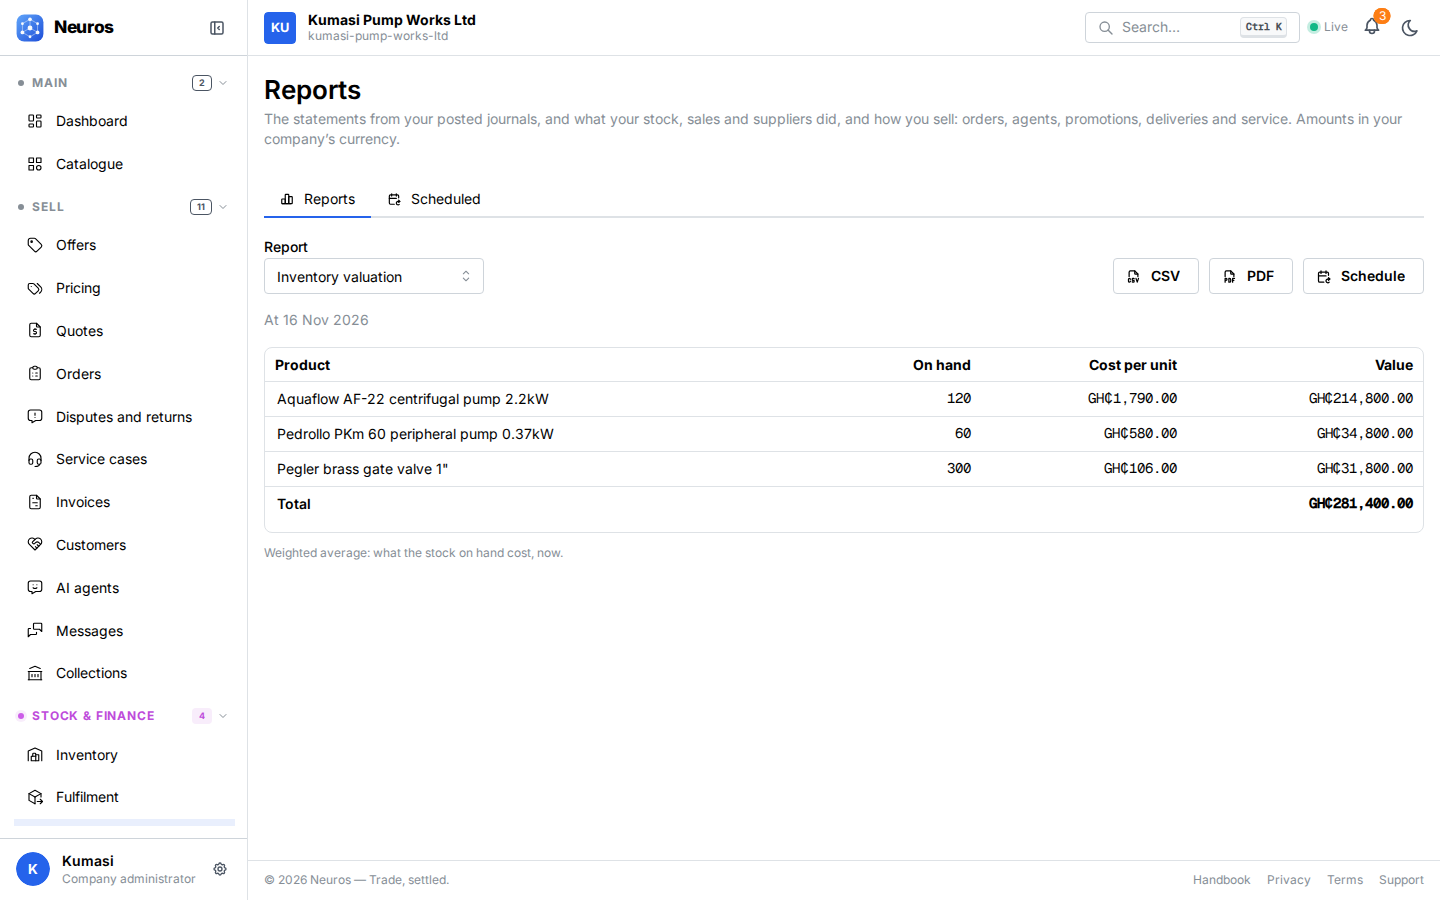 Neuros
MAIN
2
Dashboard
Catalogue
SELL
11
Offers
Pricing
Quotes
Orders
Disputes and returns
Service cases
Invoices
Customers
AI agents
Messages
Collections
STOCK & FINANCE
4
Inventory
Fulfilment
K
Kumasi
Company administrator
KU
Kumasi Pump Works Ltd
kumasi-pump-works-ltd
Search...
Ctrl K
Live
3
Reports
The statements from your posted journals, and what your stock, sales and suppliers did, and how you sell: orders, agents, promotions, deliveries and service. Amounts in your
company's currency.
Reports
Scheduled
Report
Inventory valuation
CSV
PDF
Schedule
At 16 Nov 2026
Product On hand Cost per unit Value
Aquaflow AF-22 centrifugal pump 2.2kW 120 GH₵1,790.00 GH₵214,800.00
Pedrollo PKm 60 peripheral pump 0.37kW 60 GH₵580.00 GH₵34,800.00
Pegler brass gate valve 1" 300 GH₵106.00 GH₵31,800.00
Total GH₵281,400.00
Weighted average: what the stock on hand cost, now.
© 2026 Neuros — Trade, settled.
Handbook Privacy Terms Support